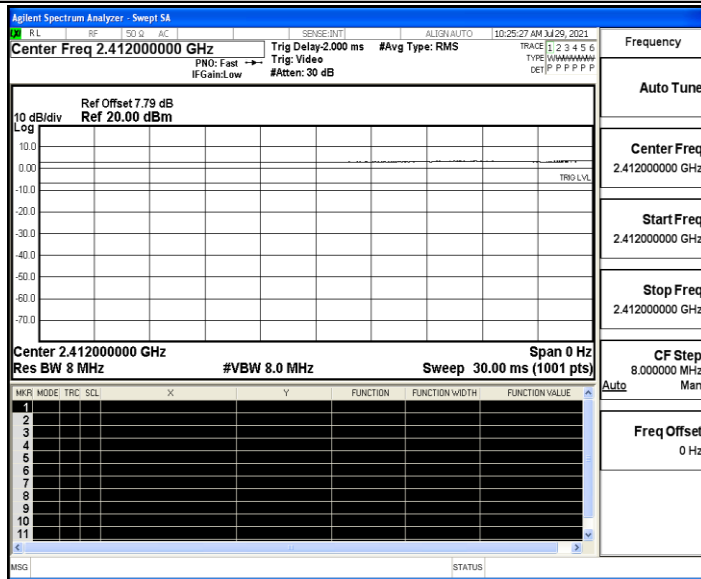 Agilent Spectrum Analyzer - Swept SA
RL RF 50 Ω AC SENSE:INT ALIGN AUTO 10:25:27 AM Jul 29, 2021
Center Freq 2.412000000 GHz
PNO: Fast
IFGain:Low
Trig Delay-2.000 ms
Trig: Video
#Atten: 30 dB
#Avg Type: RMS
TRACE 1 2 3 4 5 6
TYPE WWWWWW
DET P P P P P P
Ref Offset 7.79 dB
10 dB/div Ref 20.00 dBm
Log
10.0
0.00
TRIG LVL
-10.0
-20.0
-30.0
-40.0
-50.0
-60.0
-70.0
Center 2.412000000 GHz Span 0 Hz
Res BW 8 MHz #VBW 8.0 MHz Sweep 30.00 ms (1001 pts)
MKR MODE TRC SCL X Y FUNCTION FUNCTION WIDTH FUNCTION VALUE
1
2
3
4
5
6
7
8
9
10
11
MSG STATUS
Frequency
Auto Tune
Center Freq
2.412000000 GHz
Start Freq
2.412000000 GHz
Stop Freq
2.412000000 GHz
CF Step
8.000000 MHz
Auto Man
Freq Offset
0 Hz